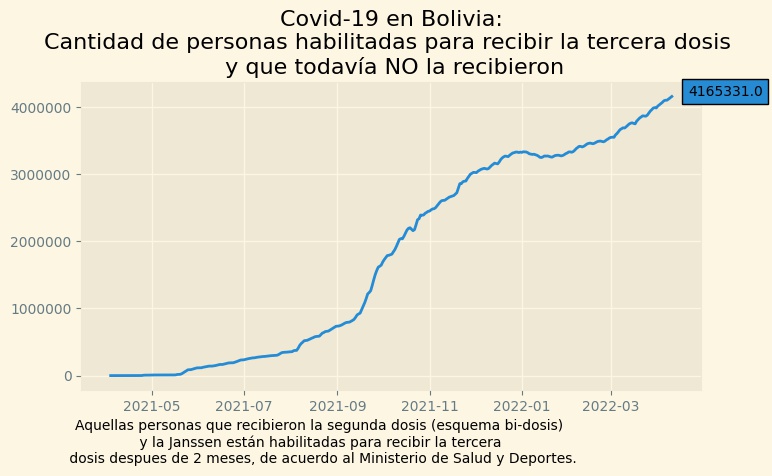 Covid-19 en Bolivia:
Cantidad de personas habilitadas para recibir la tercera dosis
y que todavía NO la recibieron
4165331.0
4000000
3000000
2000000
1000000
0
2021-05 2021-07 2021-09 2021-11 2022-01 2022-03
Aquellas personas que recibieron la segunda dosis (esquema bi-dosis)
y la Janssen están habilitadas para recibir la tercera
dosis despues de 2 meses, de acuerdo al Ministerio de Salud y Deportes.